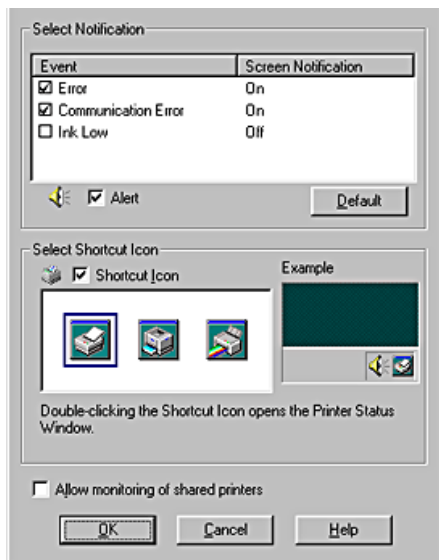 Select Notification
Event Screen Notification
Error On
Communication Error On
Ink Low Off
Alert Default
Select Shortcut Icon
Shortcut Icon Example
Double-clicking the Shortcut Icon opens the Printer Status
Window.
Allow monitoring of shared printers
OK Cancel Help